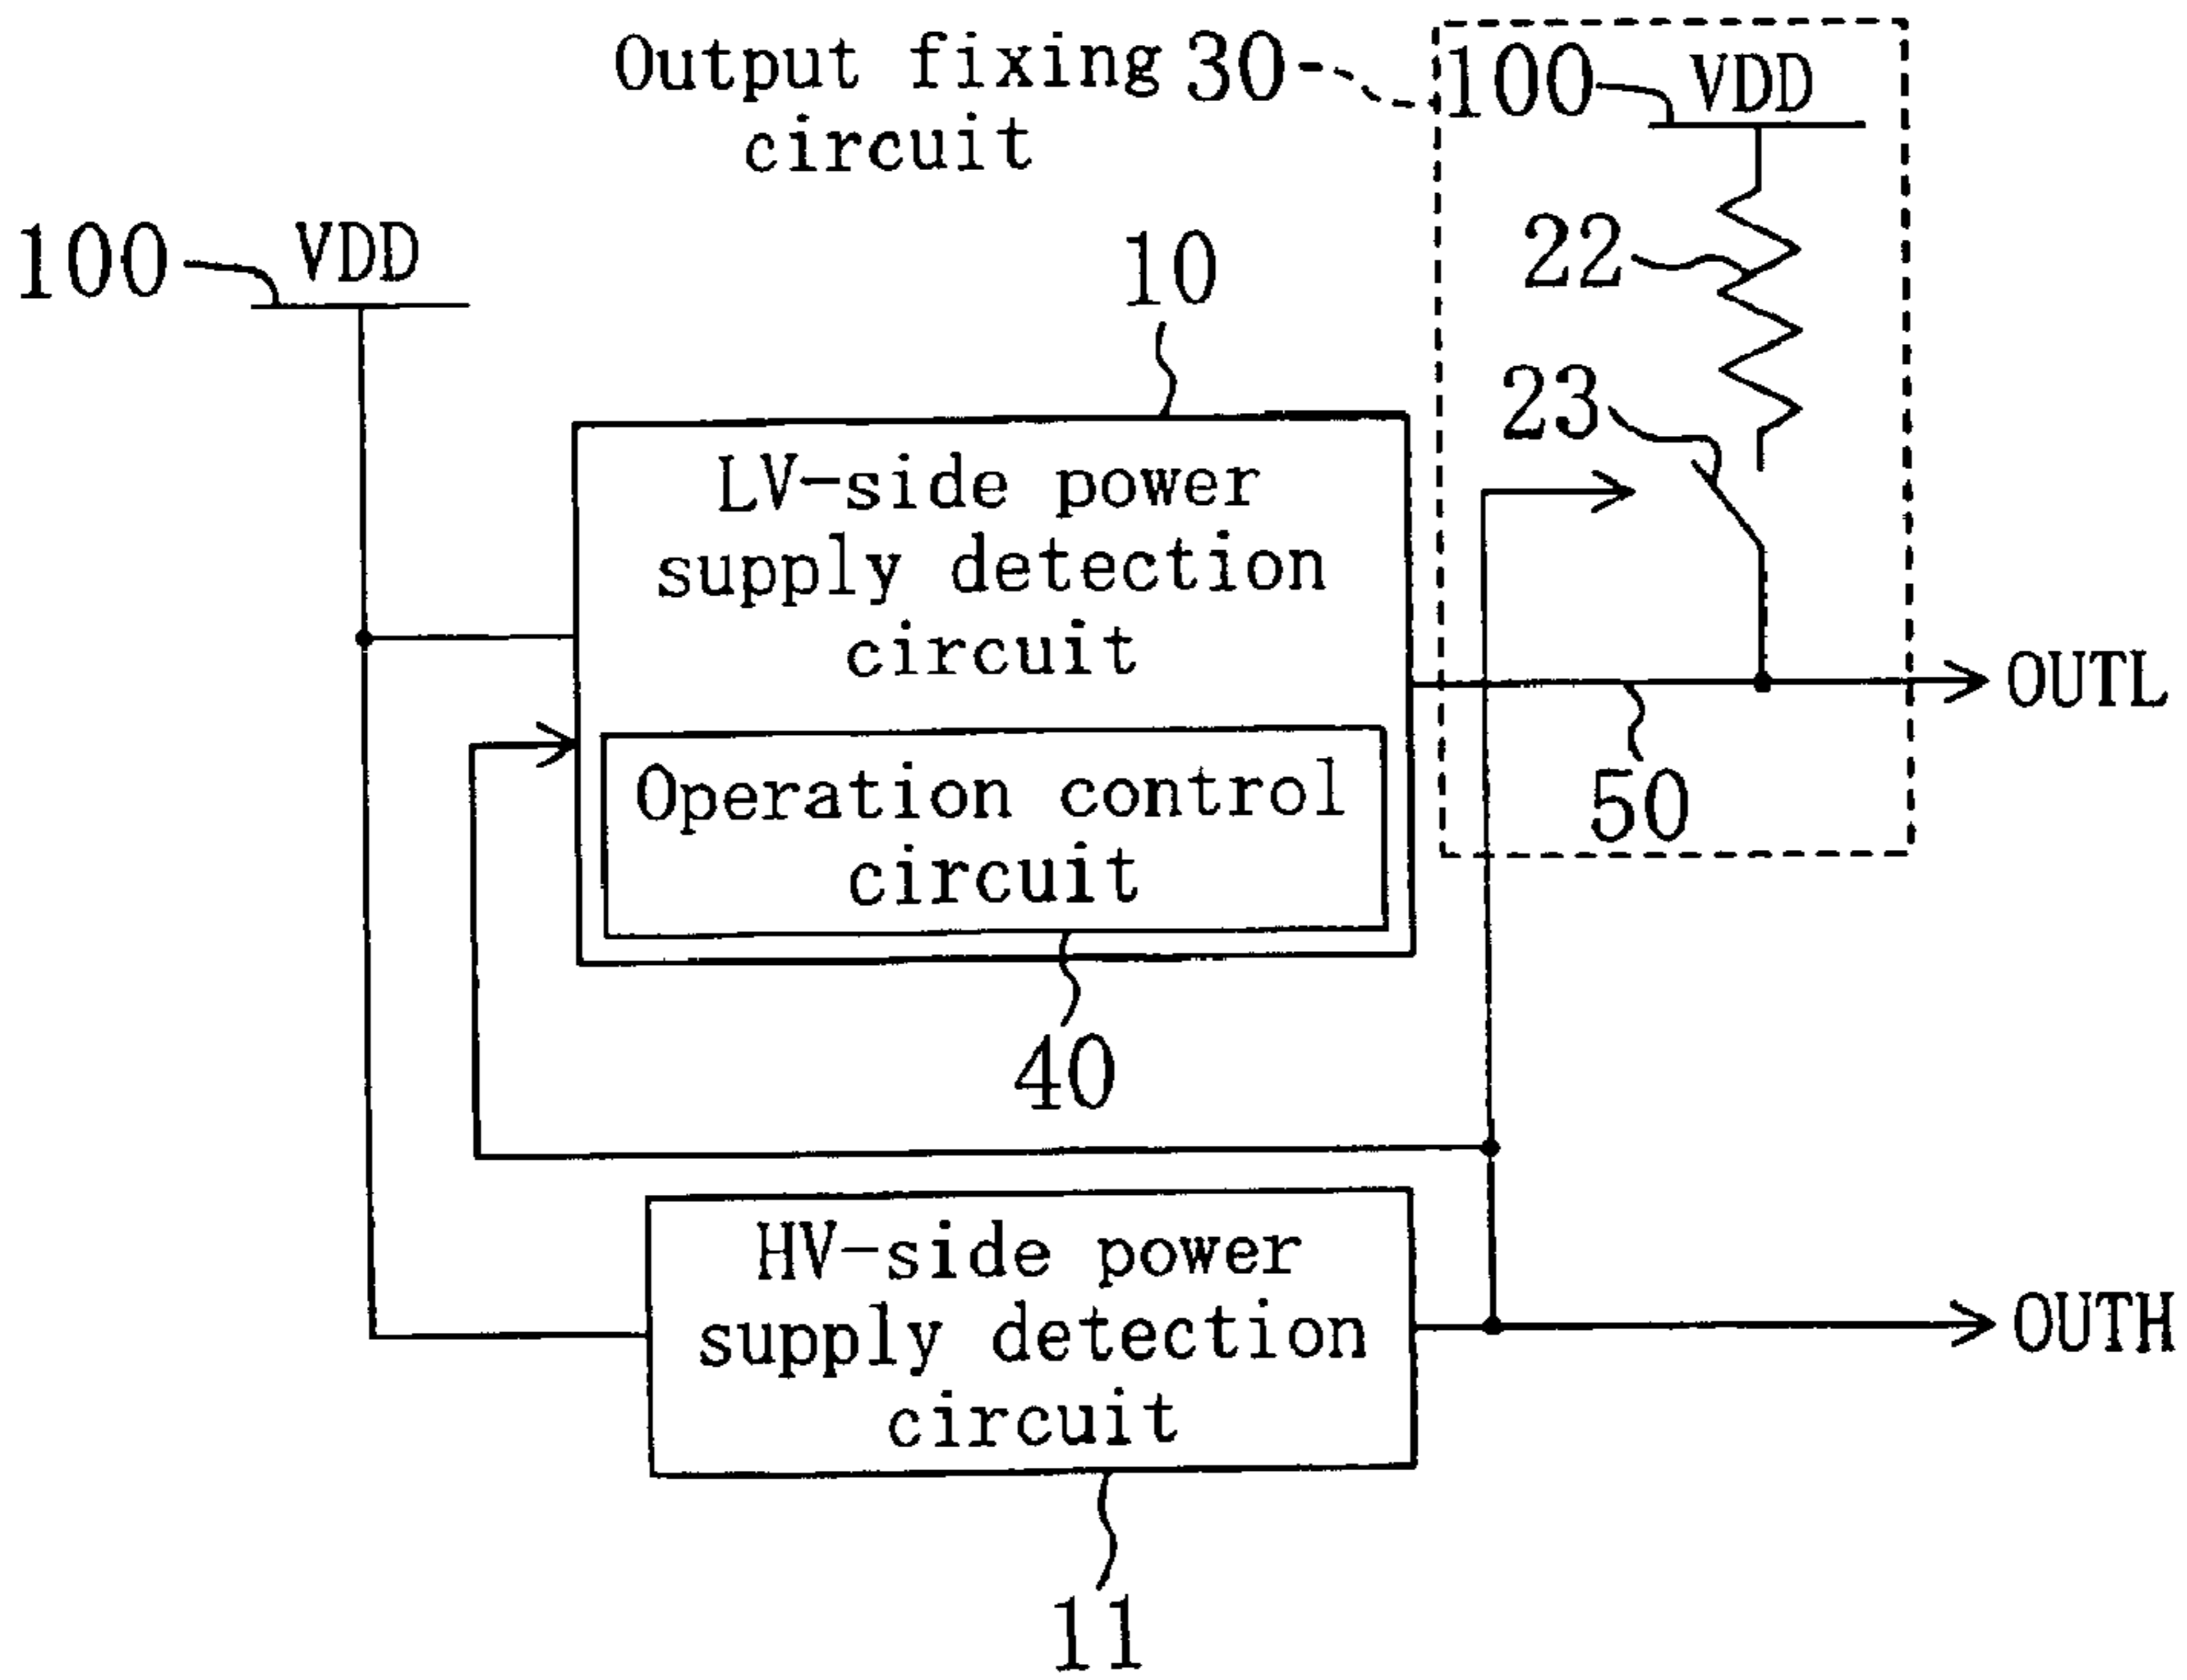 Output fixing 30
circuit
100 VDD
100 VDD
22
10
23
LV-side power
supply detection
circuit
OUTL
50
Operation control
circuit
40
HV-side power
supply detection
circuit
OUTH
11